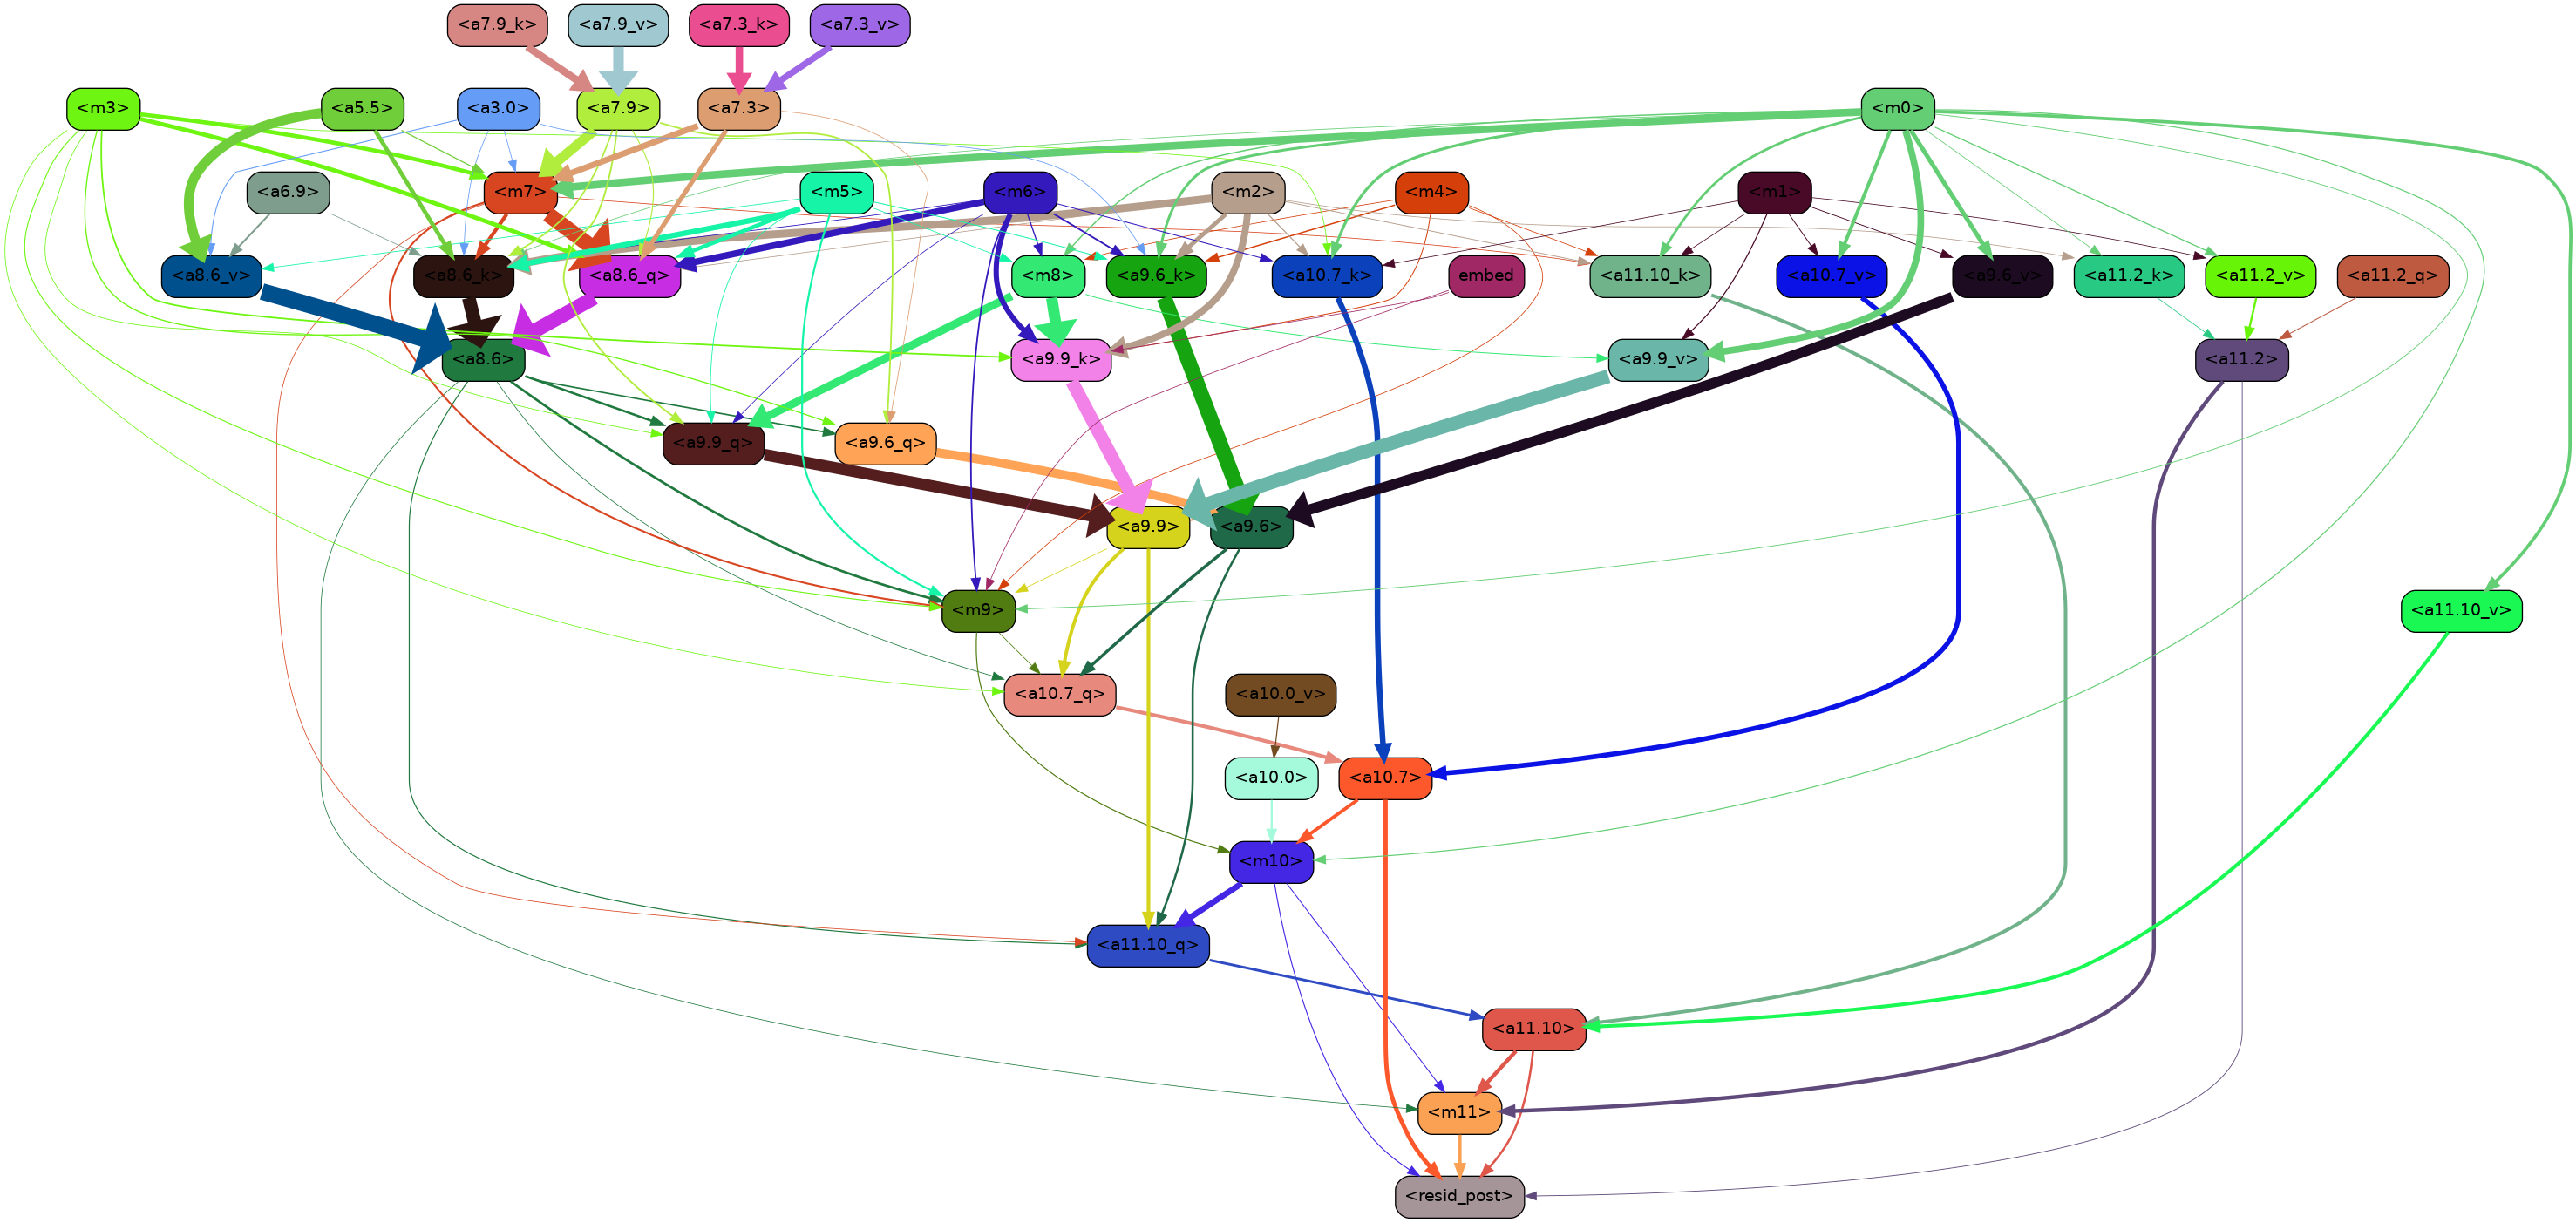 <a7.9_k> <a7.9_v> <a7.3_k> <a7.3_v>
<m3> <a5.5> <a3.0> <a7.9> <a7.3> <m0>
<a6.9> <m7> <m5> <m6> <m2> <m4> <m1>
<a8.6_v> <a8.6_k> <a8.6_q> <m8> <a9.6_k> <a10.7_k> embed <a11.10_k> <a10.7_v> <a9.6_v> <a11.2_k> <a11.2_v> <a11.2_q>
<a8.6> <a9.9_k> <a9.9_v> <a11.2>
<a9.9_q> <a9.6_q>
<a9.9> <a9.6>
<m9> <a11.10_v>
<a10.7_q> <a10.0_v>
<a10.0> <a10.7>
<m10>
<a11.10_q>
<a11.10>
<m11>
<resid_post>